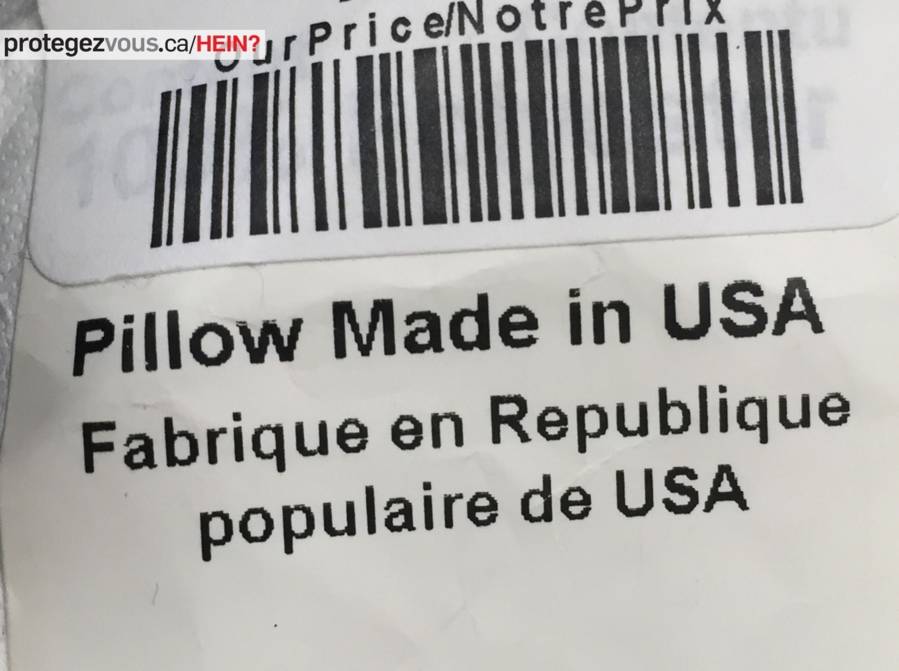 OurPrice/NotrePrix
protegezvous.ca/HEIN?
Pillow Made in USA
Fabrique en Republique
populaire de USA